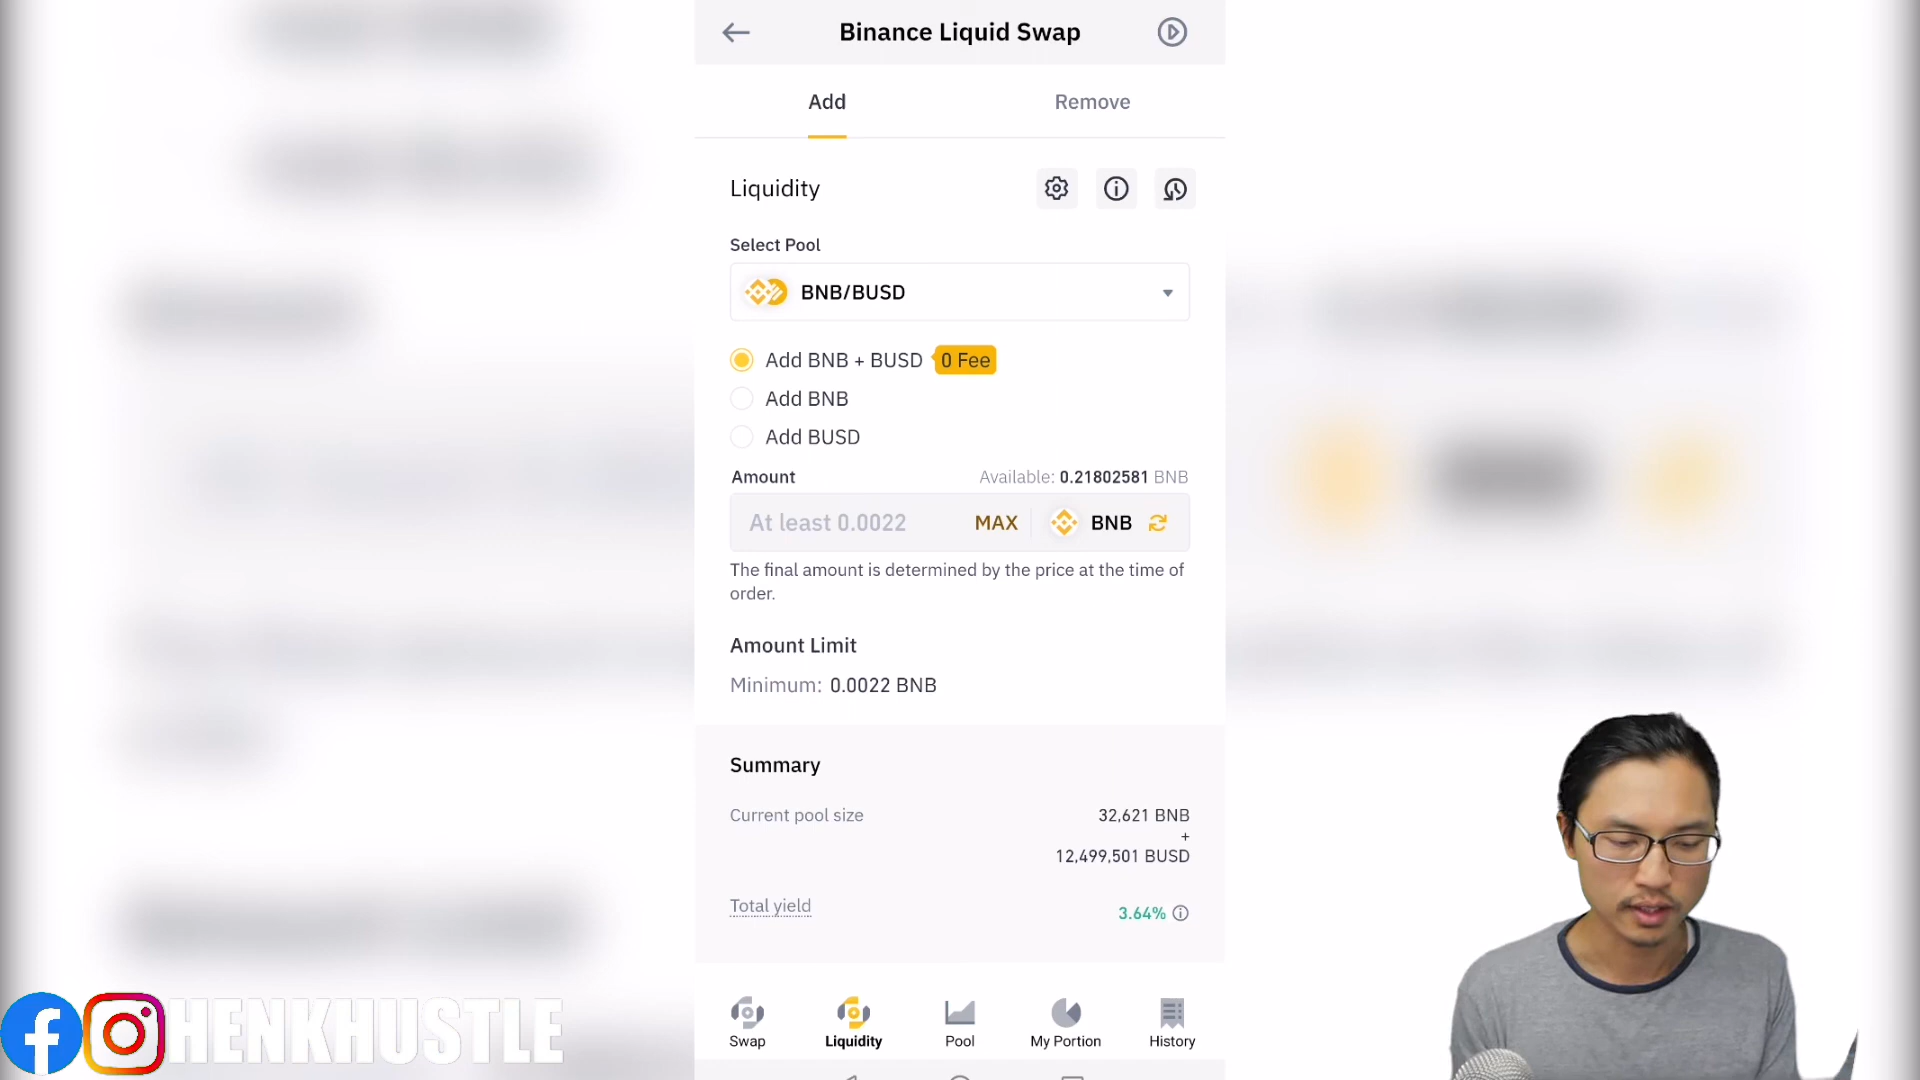 Binance Liquid Swap
Add
Remove
Liquidity
Select Pool
BNB/BUSD
Add BNB + BUSD 0 Fee
Add BNB
Add BUSD
Amount
Available: 0.21802581 BNB
At least 0.0022 MAX BNB
The final amount is determined by the price at the time of
order.
Amount Limit
Minimum: 0.0022 BNB
Summary
Current pool size
32,621 BNB
+
12,499,501 BUSD
Total yield
3.64%
Swap
Liquidity
Pool
My Portion
History
HENKHUSTLE